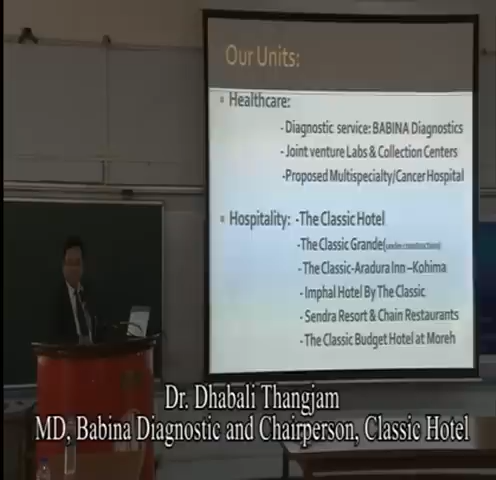 Our Units:
Healthcare:
- Diagnostic service: BABINA Diagnostics
- Joint venture Labs & Collection Centers
- Proposed Multispecialty/Cancer Hospital
Hospitality: - The Classic Hotel
- The Classic Grande(under construction)
- The Classic-Aradura Inn –Kohima
- Imphal Hotel By The Classic
- Sendra Resort & Chain Restaurants
- The Classic Budget Hotel at Moreh
Dr. Dhabali Thangjam
MD, Babina Diagnostic and Chairperson, Classic Hotel